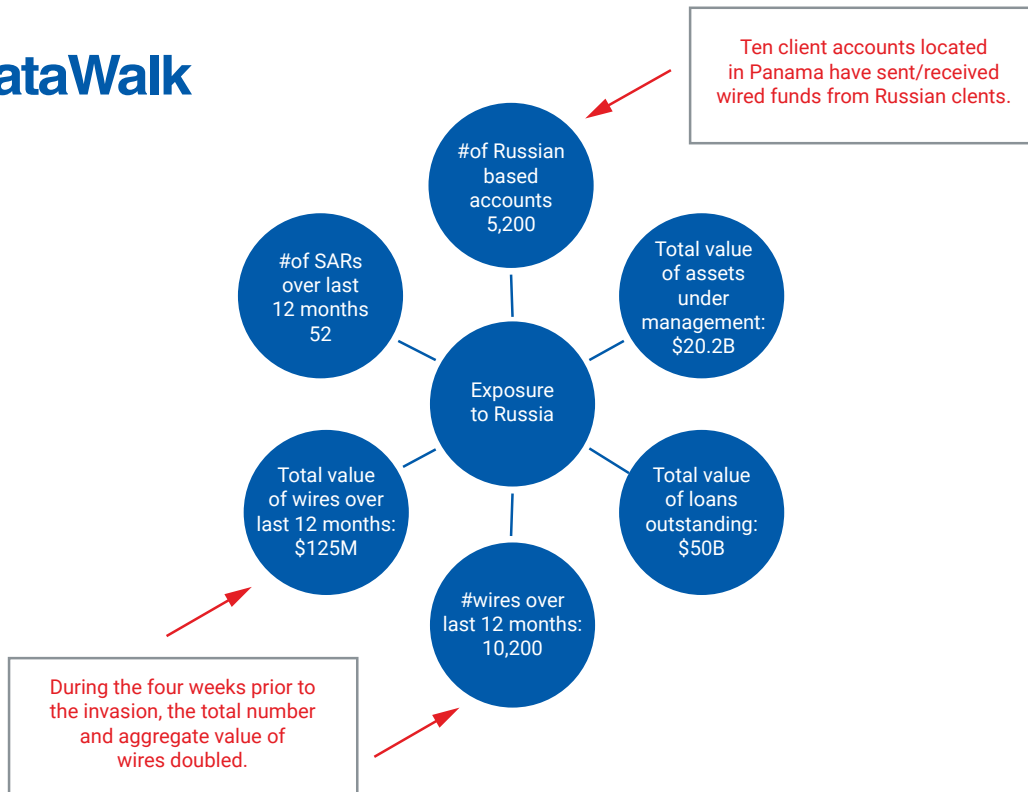 ataWalk
Ten client accounts located
in Panama have sent/received
wired funds from Russian clents.
#of Russian
based
accounts
5,200
#of SARs
over last
12 months
52
Total value
of assets
under
management:
$20.2B
Exposure
to Russia
Total value
of wires over
last 12 months:
$125M
Total value
of loans
outstanding:
$50B
#wires over
last 12 months:
10,200
During the four weeks prior to
the invasion, the total number
and aggregate value of
wires doubled.